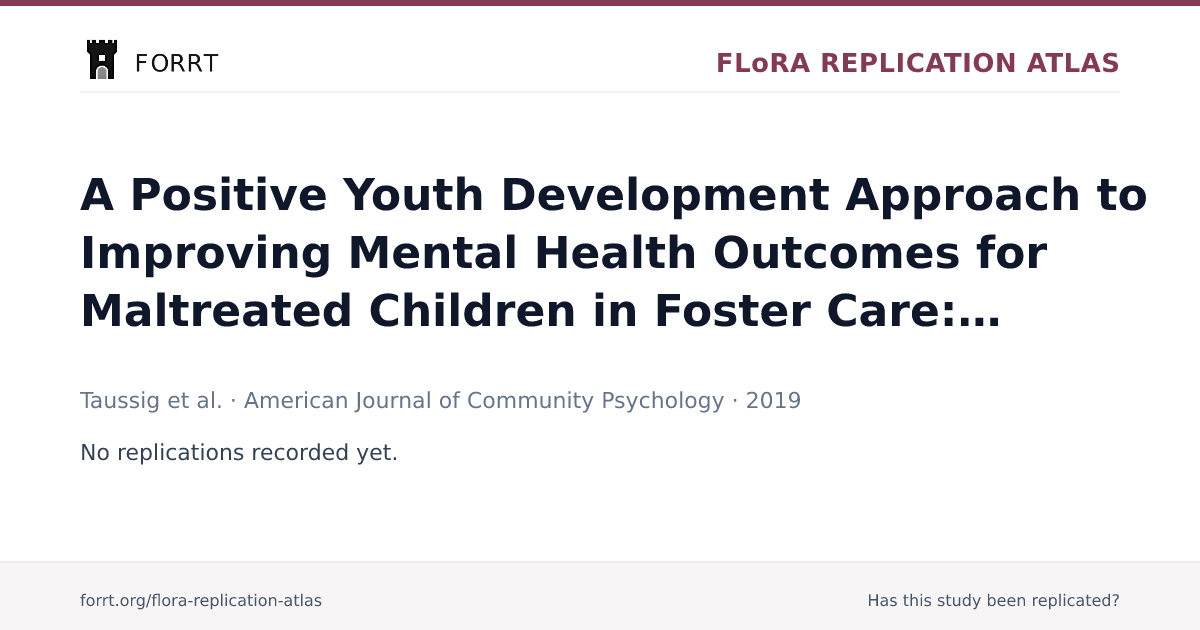 FORRT
FLoRA REPLICATION ATLAS
A Positive Youth Development Approach to
Improving Mental Health Outcomes for
Maltreated Children in Foster Care:…
Taussig et al. · American Journal of Community Psychology · 2019
No replications recorded yet.
forrt.org/flora-replication-atlas
Has this study been replicated?